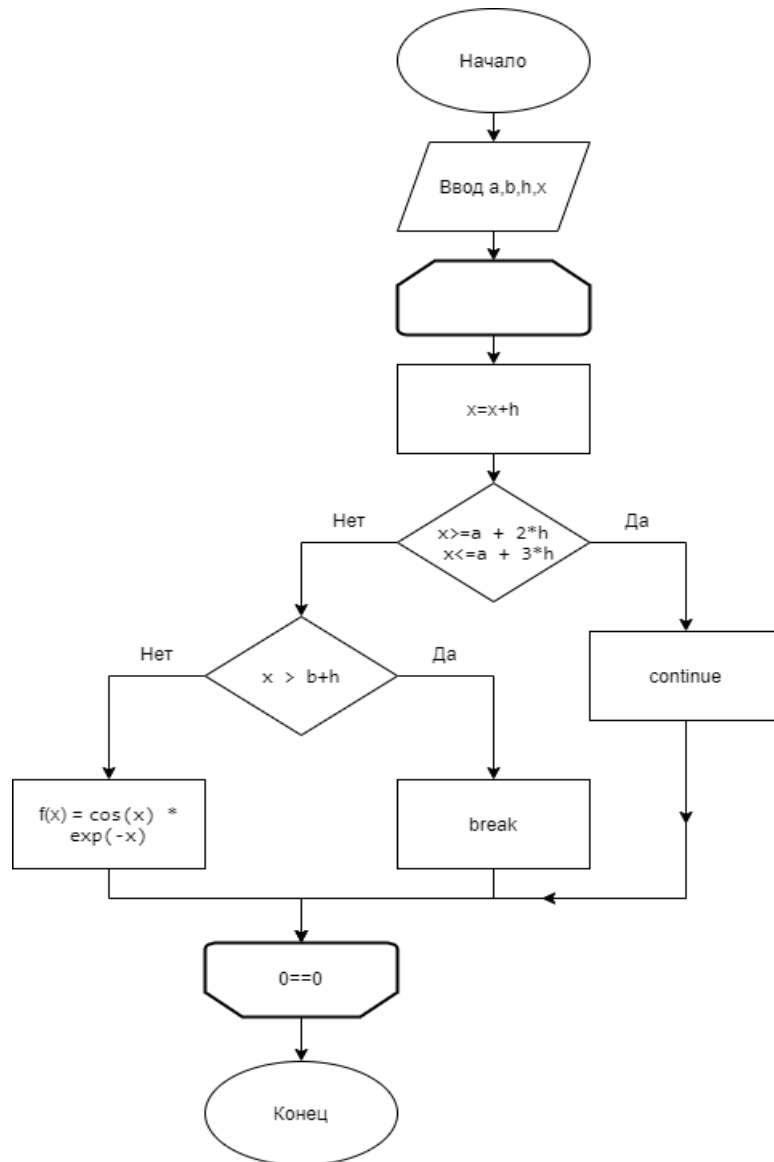 Начало
Ввод a,b,h,x
x=x+h
Нет
Да
x>=a + 2*h
x<=a + 3*h
Нет
Да
x > b+h
continue
f(x) = cos(x) *
exp(-x)
break
0==0
Конец